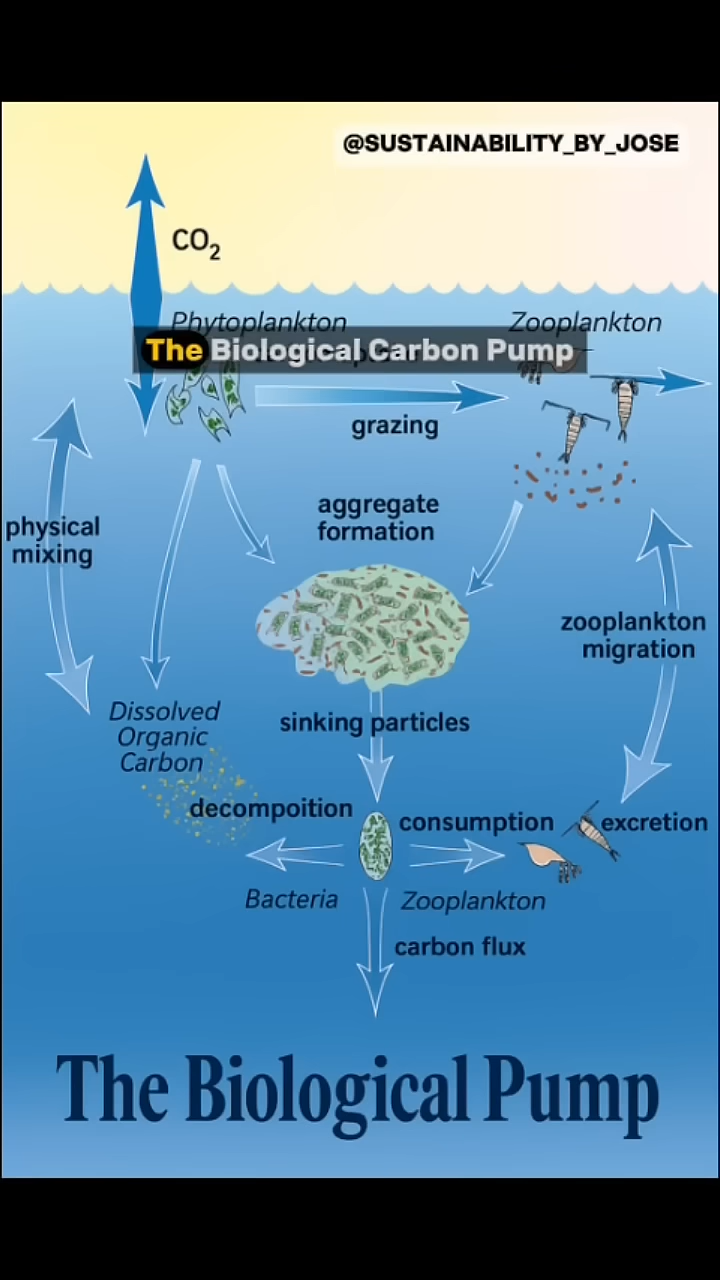 @SUSTAINABILITY_BY_JOSE
CO2
Phytoplankton
Zooplankton
The Biological Carbon Pump
grazing
aggregate
formation
physical
mixing
zooplankton
migration
Dissolved
Organic
Carbon
sinking particles
decompoition
consumption
excretion
Bacteria
Zooplankton
carbon flux
The Biological Pump